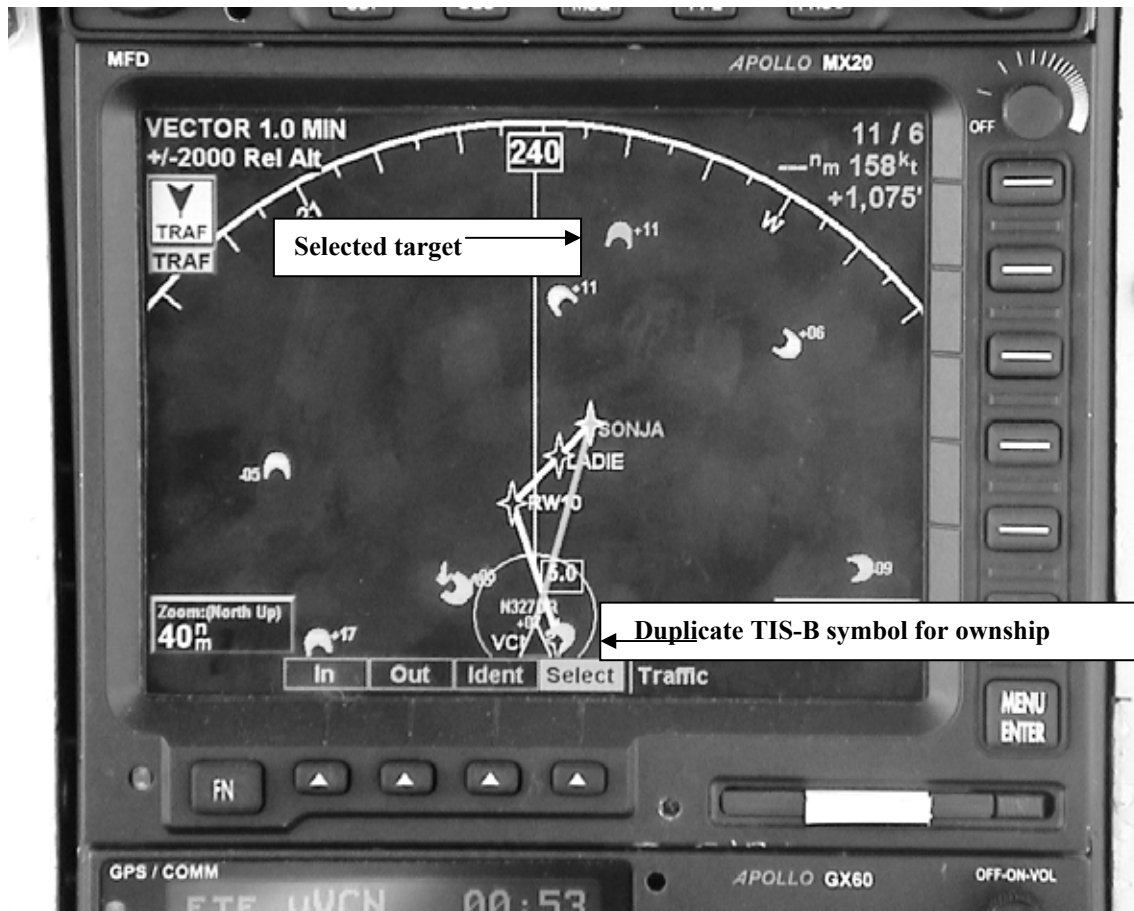 MFD
APOLLO MX20
VECTOR 1.0 MIN
+/-2000 Rel Alt
240
11 / 6
nm 158kt
+1,075'
OFF
TRAF
TRAF
W
Selected target
+11
+11
+06
SONJA
LADIE
-05
RW10
5.0
-09
Zoom:(North Up)
40 nm
+17
Duplicate TIS-B symbol for ownship
In Out Ident Select Traffic
MENU
ENTER
FN
GPS / COMM
APOLLO GX60
OFF-ON-VOL
00:53